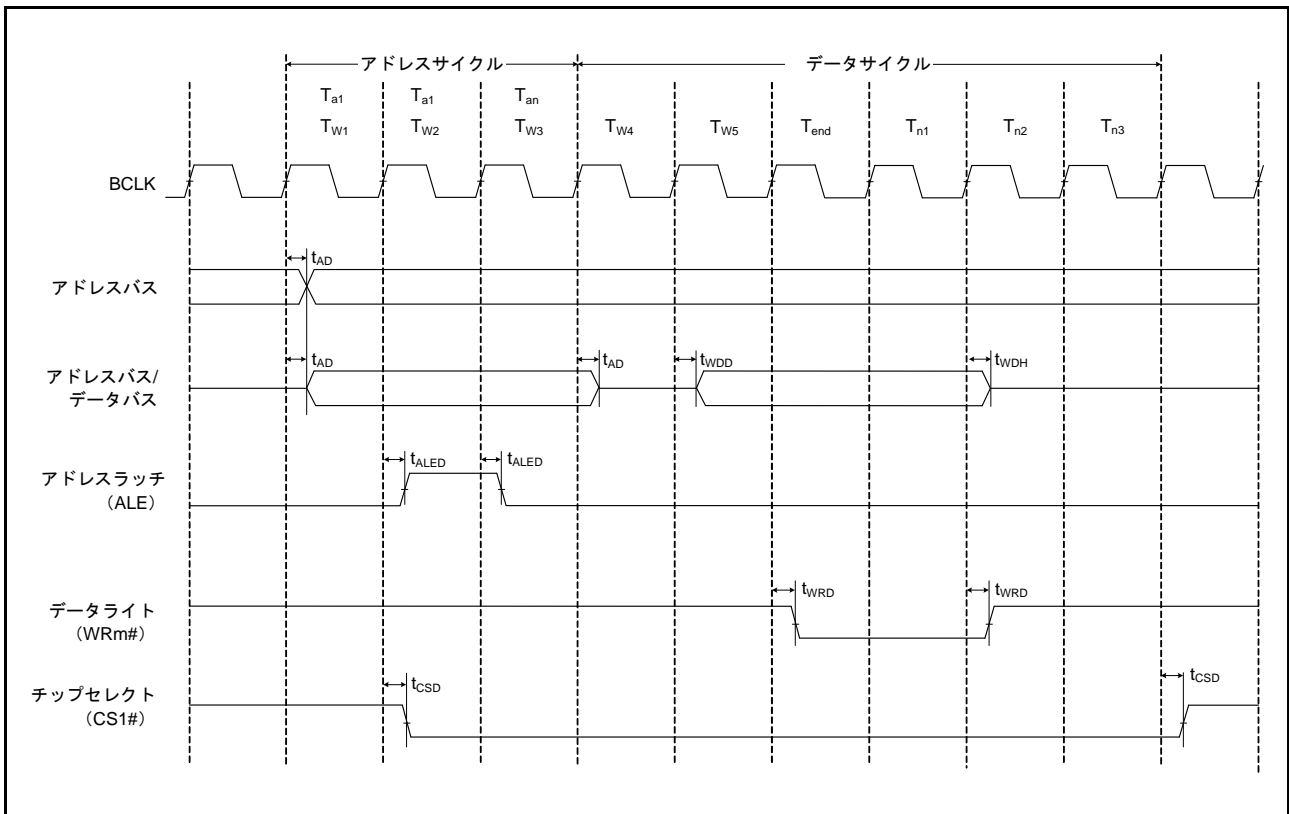 アドレスサイクル データサイクル
Ta1 Ta1 Tan
TW1 TW2 TW3 TW4 TW5 Tend Tn1 Tn2 Tn3
BCLK
tAD
アドレスバス
tAD tAD tWDD tWDH
アドレスバス/
データバス
tALED tALED
アドレスラッチ
（ALE）
tWRD tWRD
データライト
（WRm#）
tCSD tCSD
チップセレクト
（CS1#）